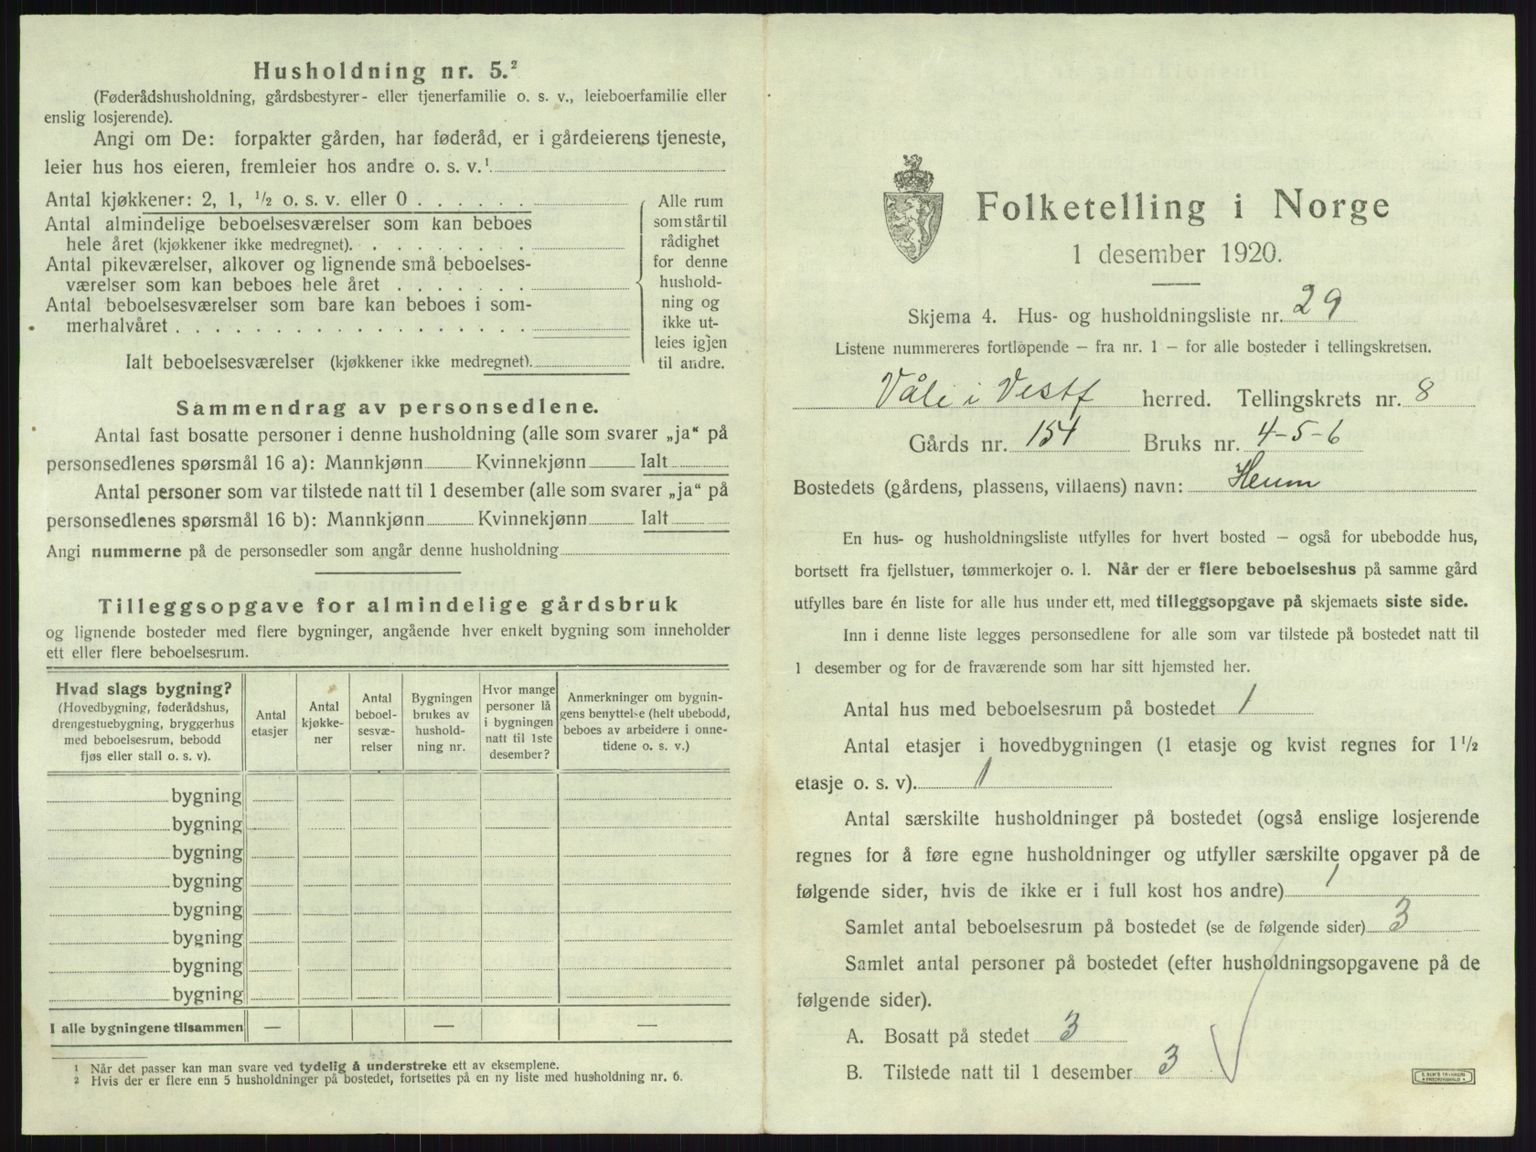 Husholdning nr. 5.²
(Føderådshusholdning, gårdsbestyrer- eller tjenerfamilie o. s. v., leieboerfamilie eller
enslig losjerende).
Angi om De: forpakter gården, har føderåd, er i gårdeierens tjeneste,
leier hus hos eieren, fremleier hos andre o. s. v.¹
Antal kjøkkener: 2, 1, ½ o. s. v. eller 0
Antal almindelige beboelsesværelser som kan beboes
hele året (kjøkkener ikke medregnet).
Antal pikeværelser, alkover og lignende små beboelses-
værelser som kan beboes hele året
Antal beboelsesværelser som bare kan beboes i som-
merhalvåret
Ialt beboelsesværelser (kjøkkener ikke medregnet).
Alle rum
som står til
rådighet
for denne
hushold-
ning og
ikke ut-
leies igjen
til andre.
Sammendrag av personsedlene.
Antal fast bosatte personer i denne husholdning (alle som svarer „ja“ på
personsedlenes spørsmål 16 a): Mannkjønn Kvinnekjønn Ialt
Antal personer som var tilstede natt til 1 desember (alle som svarer „ja“ på
personsedlenes spørsmål 16 b): Mannkjønn Kvinnekjønn Ialt
Angi nummerne på de personsedler som angår denne husholdning
Tilleggsopgave for almindelige gårdsbruk
og lignende bosteder med flere bygninger, angående hver enkelt bygning som inneholder
ett eller flere beboelsesrum.
Hvad slags bygning?
(Hovedbygning, føderådshus,
drengestuebygning, bryggerhus
med beboelsesrum, bebodd
fjøs eller stall o. s. v).
Antal
etasjer
Antal
kjøkke-
ner
Antal
beboel-
sesvæ-
relser
Bygningen
brukes av
hushold-
ning nr.
Hvor mange
personer lå
i bygningen
natt til 1ste
desember?
Anmerkninger om bygnin-
gens benyttelse (helt ubebodd,
beboes av arbeidere i onne-
tidene o. s. v.)
bygning
bygning
bygning
bygning
bygning
bygning
bygning
bygning
I alle bygningene tilsammen — — —
¹ Når det passer kan man svare ved tydelig å understreke ett av eksemplene.
² Hvis der er flere enn 5 husholdninger på bostedet, fortsettes på en ny liste med husholdning nr. 6.
Folketelling i Norge
1 desember 1920.
Skjema 4. Hus- og husholdningsliste nr. 29
Listene nummereres fortløpende — fra nr. 1 — for alle bosteder i tellingskretsen.
Våle i Vestf herred. Tellingskrets nr. 8
Gårds nr. 154 Bruks nr. 4-5-6
Bostedets (gårdens, plassens, villaens) navn: Heum
En hus- og husholdningsliste utfylles for hvert bosted — også for ubebodde hus,
bortsett fra fjellstuer, tømmerkojer o. l. Når der er flere beboelseshus på samme gård
utfylles bare én liste for alle hus under ett, med tilleggsopgave på skjemaets siste side.
Inn i denne liste legges personsedlene for alle som var tilstede på bostedet natt til
1 desember og for de fraværende som har sitt hjemsted her.
Antal hus med beboelsesrum på bostedet 1
Antal etasjer i hovedbygningen (1 etasje og kvist regnes for 1½
etasje o. s. v). 1
Antal særskilte husholdninger på bostedet (også enslige losjerende
regnes for å føre egne husholdninger og utfyller særskilte opgaver på de
følgende sider, hvis de ikke er i full kost hos andre) 1
Samlet antal beboelsesrum på bostedet (se de følgende sider) 3
Samlet antal personer på bostedet (efter husholdningsopgavene på de
følgende sider).
A. Bosatt på stedet 3
B. Tilstede natt til 1 desember 3